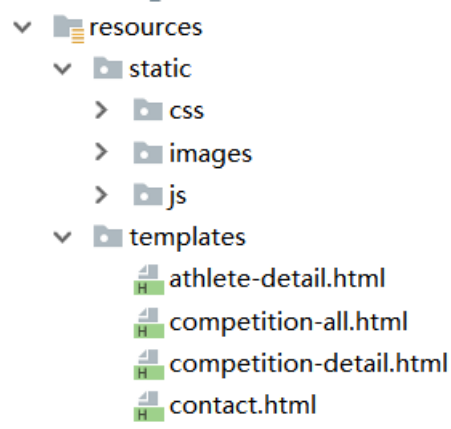 resources
static
css
images
js
templates
H athlete-detail.html
H competition-all.html
H competition-detail.html
H contact.html